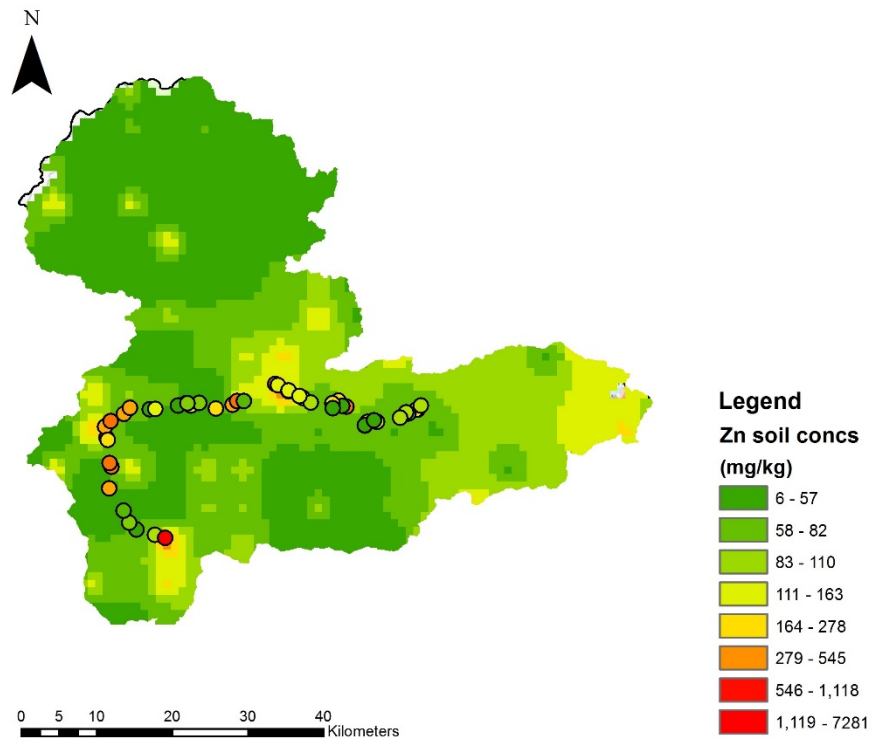 N
Legend
Zn soil concs
(mg/kg)
6 - 57
58 - 82
83 - 110
111 - 163
164 - 278
279 - 545
546 - 1,118
1,119 - 7281
0 5 10 20 30 40
Kilometers